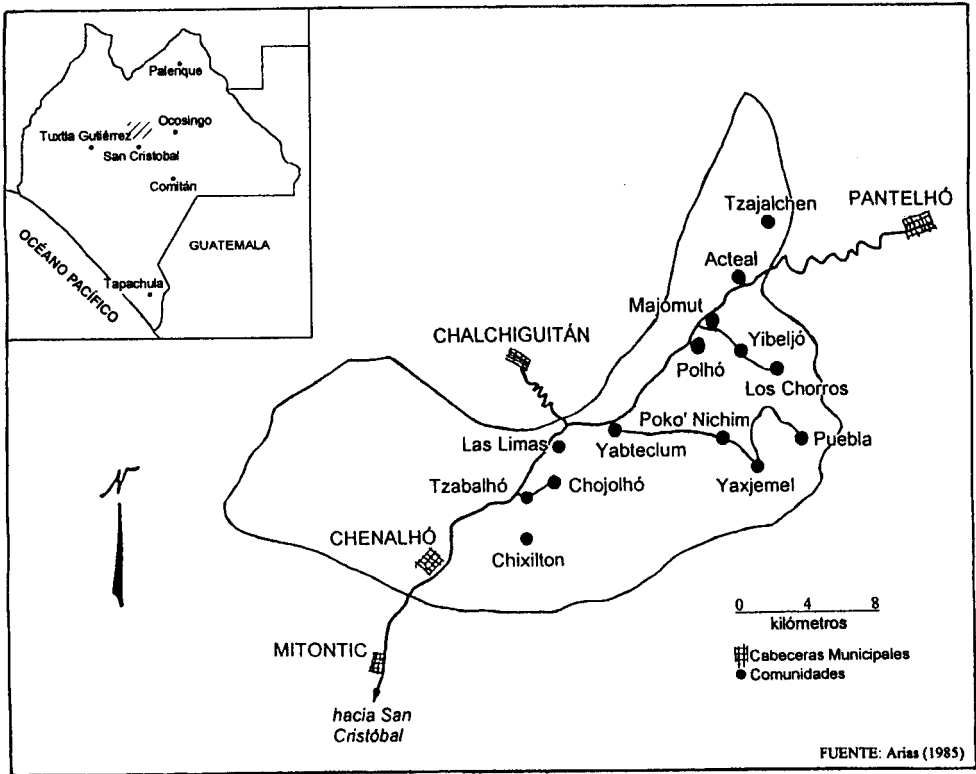 Palenque
Ocosingo
Tuxtla Gutiérrez
San Cristobal
Comitán
GUATEMALA
OCÉANO PACÍFICO
Tapachula
Tzajalchen
PANTELHÓ
Acteal
Majómut
CHALCHIGUITÁN
Yibeljó
Polhó
Los Chorros
Poko' Nichim
Las Limas
Yabteclum
Puebla
Tzabalhó
Chojolhó
Yaxjemel
N
CHENALHÓ
Chixilton
0 4 8
kilómetros
MITONTIC
Cabeceras Municipales
Comunidades
hacia San
Cristóbal
FUENTE: Arias (1985)